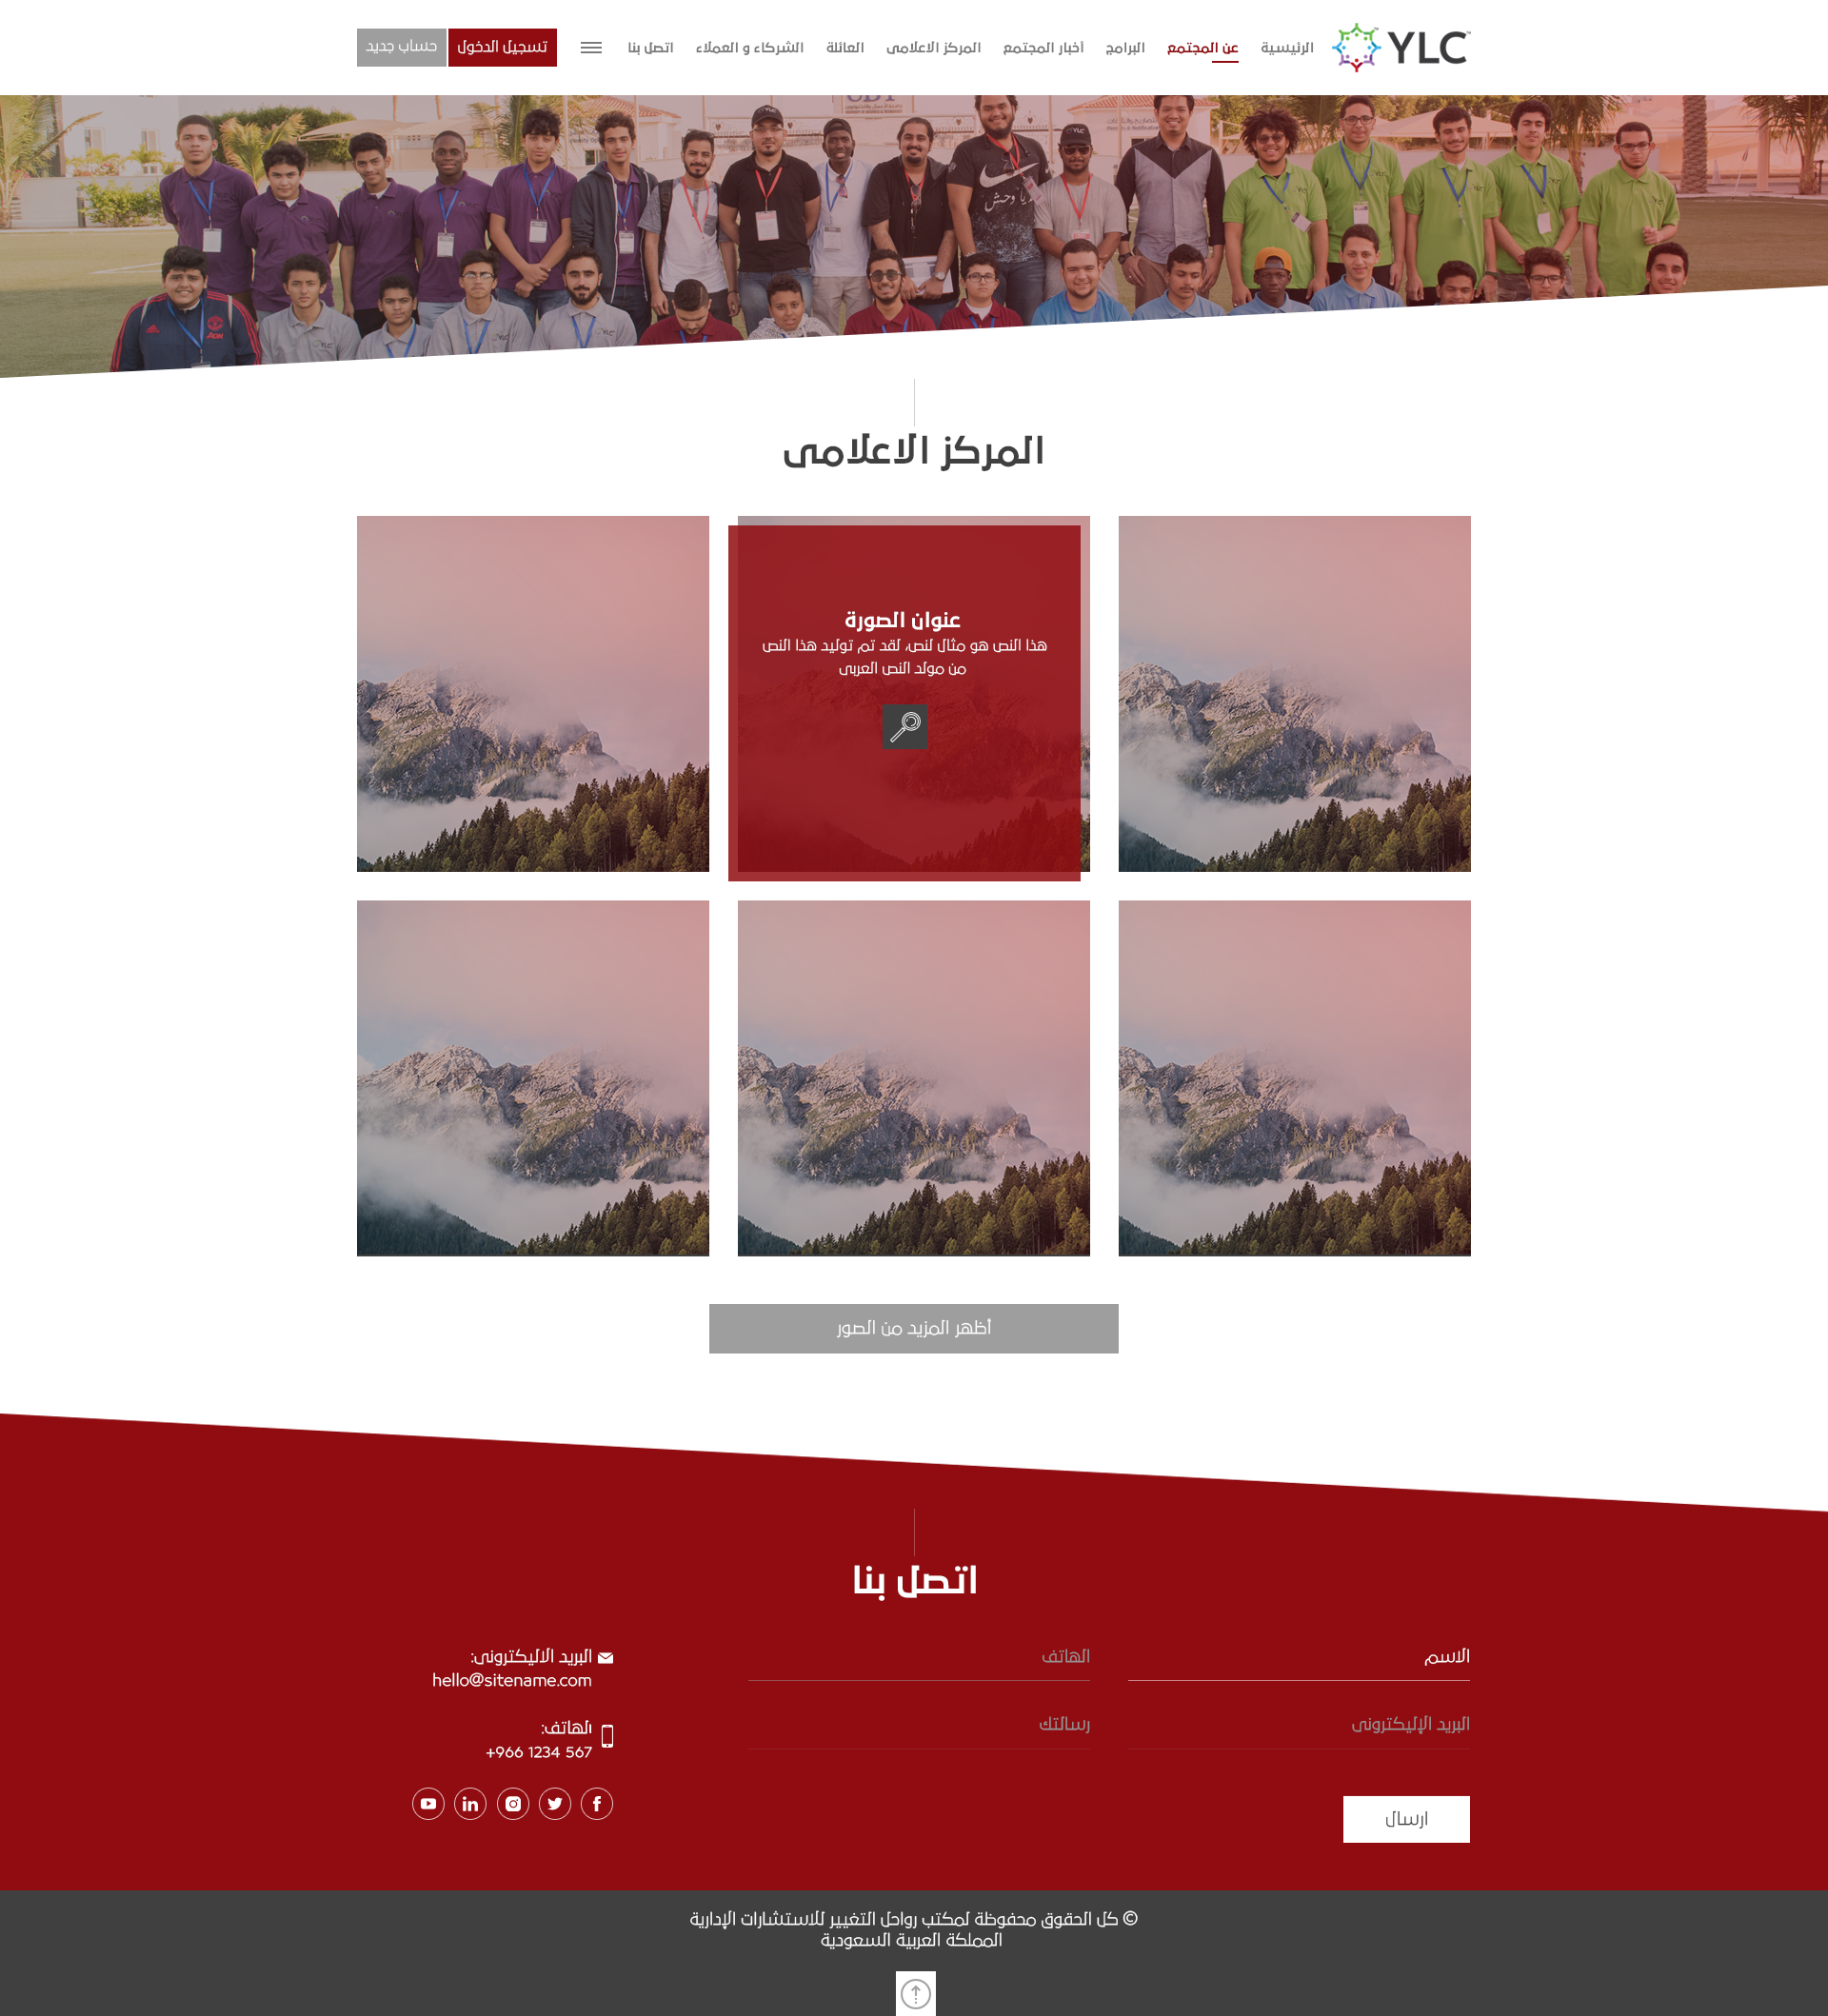 YLC
الرئيسية
عن المجتمع
البرامج
أخبار المجتمع
المركز الاعلامى
العائلة
الشركاء و العملاء
اتصل بنا
تسجيل الدخول
حساب جديد
المركز الاعلامى
عنوان الصورة
هذا النص هو مثال لنص، لقد تم توليد هذا النص
من مولد النص العربى
أظهر المزيد من الصور
اتصل بنا
الاسم
الهاتف
البريد الإليكترونى
رسالتك
ارسال
البريد الاليكترونى:
hello@sitename.com
الهاتف:
+966 1234 567
© كل الحقوق محفوظة لمكتب رواحل التغيير للاستشارات الإدارية
المملكة العربية السعودية